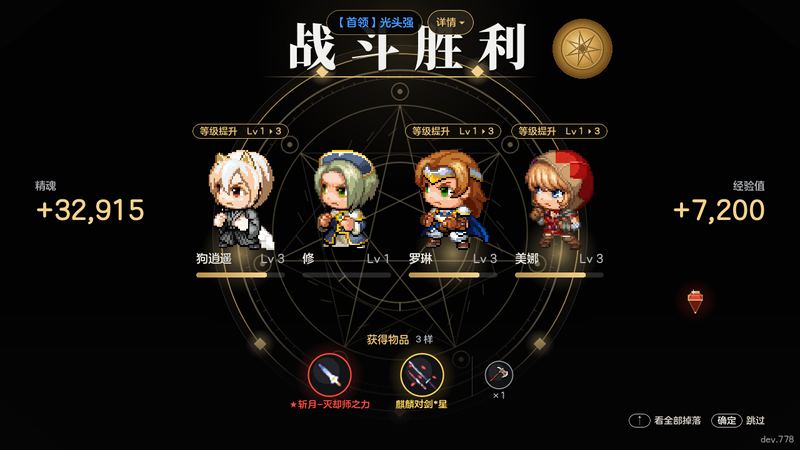 【首领】光头强
详情
战斗胜利
等级提升 Lv 1 ▸ 3
等级提升 Lv 1 ▸ 3
等级提升 Lv 1 ▸ 3
精魂
+32,915
经验值
+7,200
狗逍遥 Lv 3
修 Lv 1
罗琳 Lv 3
美娜 Lv 3
获得物品 3 样
★斩月-灭却师之力
麒麟对剑*星
×1
↑ 看全部掉落
确定 跳过
dev.778